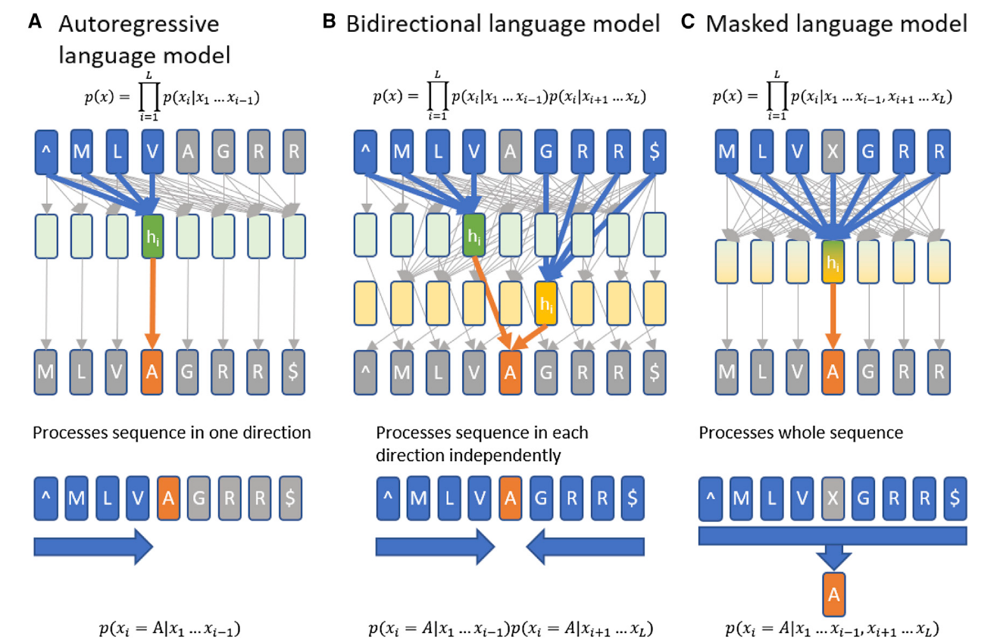 A Autoregressive
language model
p(x) = ∏_{i=1}^{L} p(x_i|x_1 … x_{i−1})
^ M L V A G R R
h_i
M L V A G R R $
Processes sequence in one direction
^ M L V A G R R $
p(x_i = A|x_1 … x_{i−1})
B Bidirectional language model
p(x) = ∏_{i=1}^{L} p(x_i|x_1 … x_{i−1})p(x_i|x_{i+1} … x_L)
^ M L V A G R R $
h_i
h_i
^ M L V A G R R $
Processes sequence in each
direction independently
^ M L V A G R R $
p(x_i = A|x_1 … x_{i−1})p(x_i = A|x_{i+1} … x_L)
C Masked language model
p(x) = ∏_{i=1}^{L} p(x_i|x_1 … x_{i−1}, x_{i+1} … x_L)
M L V X G R R
h_i
M L V A G R R
Processes whole sequence
^ M L V X G R R $
A
p(x_i = A|x_1 … x_{i−1}, x_{i+1} … x_L)